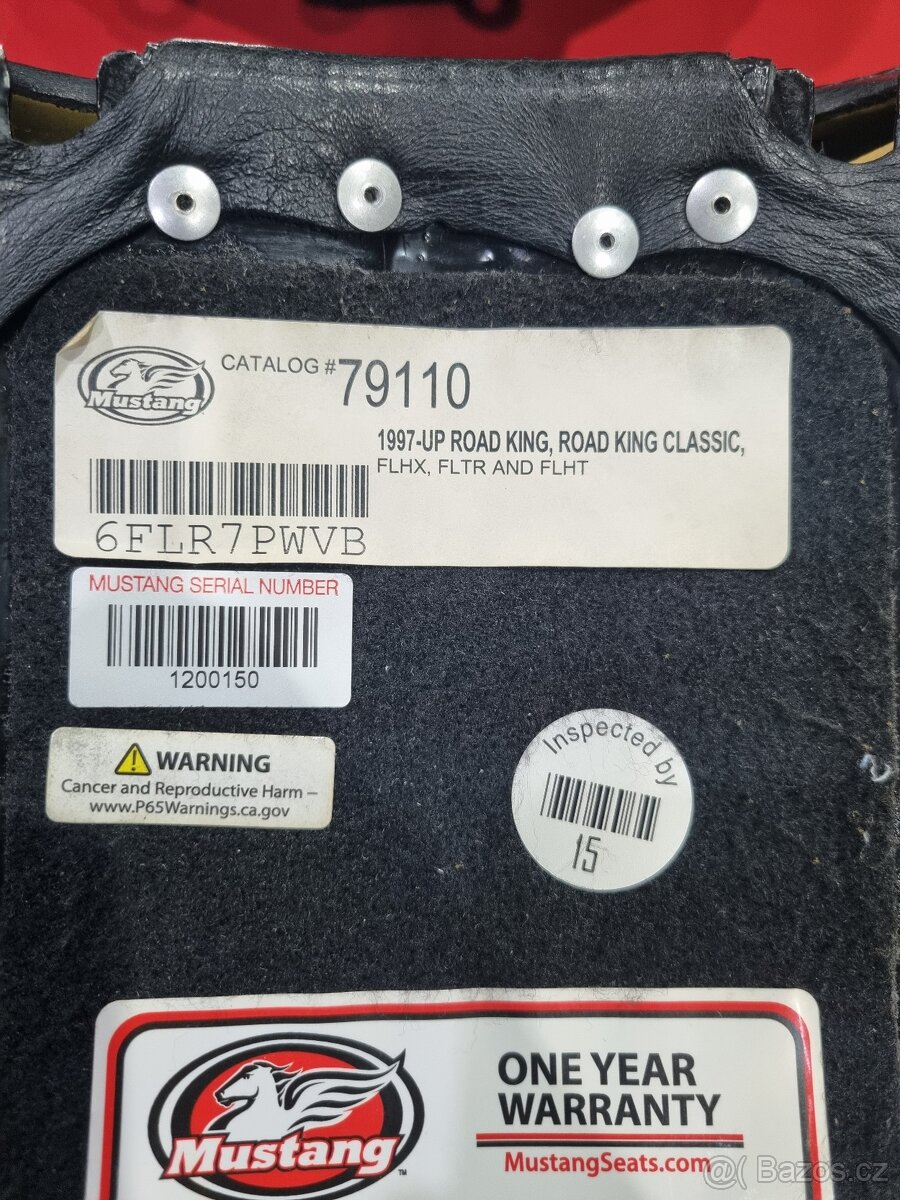 Mustang
CATALOG # 79110
1997-UP ROAD KING, ROAD KING CLASSIC,
FLHX, FLTR AND FLHT
6FLR7PWVB
MUSTANG SERIAL NUMBER
1200150
WARNING
Cancer and Reproductive Harm –
www.P65Warnings.ca.gov
Inspected by
15
Mustang™
ONE YEAR
WARRANTY
MustangSeats.com
Bazos.cz